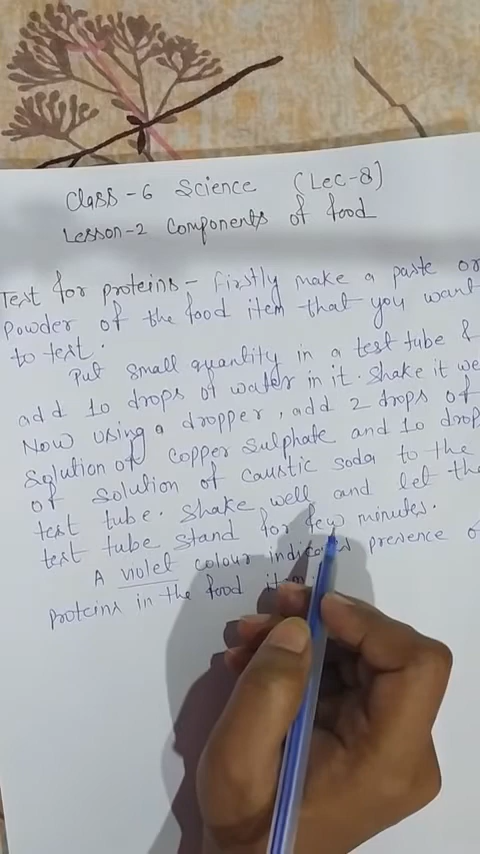 Class - 6 Science (Lec-8)
Lesson-2 Components of food
Test for proteins - Firstly make a paste or
Powder of the food item that you want
to test.
Put small quantity in a test tube &
add 10 drops of water in it. Shake it we
Now using a dropper, add 2 drops of
Solution of Copper Sulphate and 10 drop
of solution of caustic soda to the
test tube. Shake well and let the
test tube stand for few minutes.
A violet colour indicates presence o
proteins in the food item